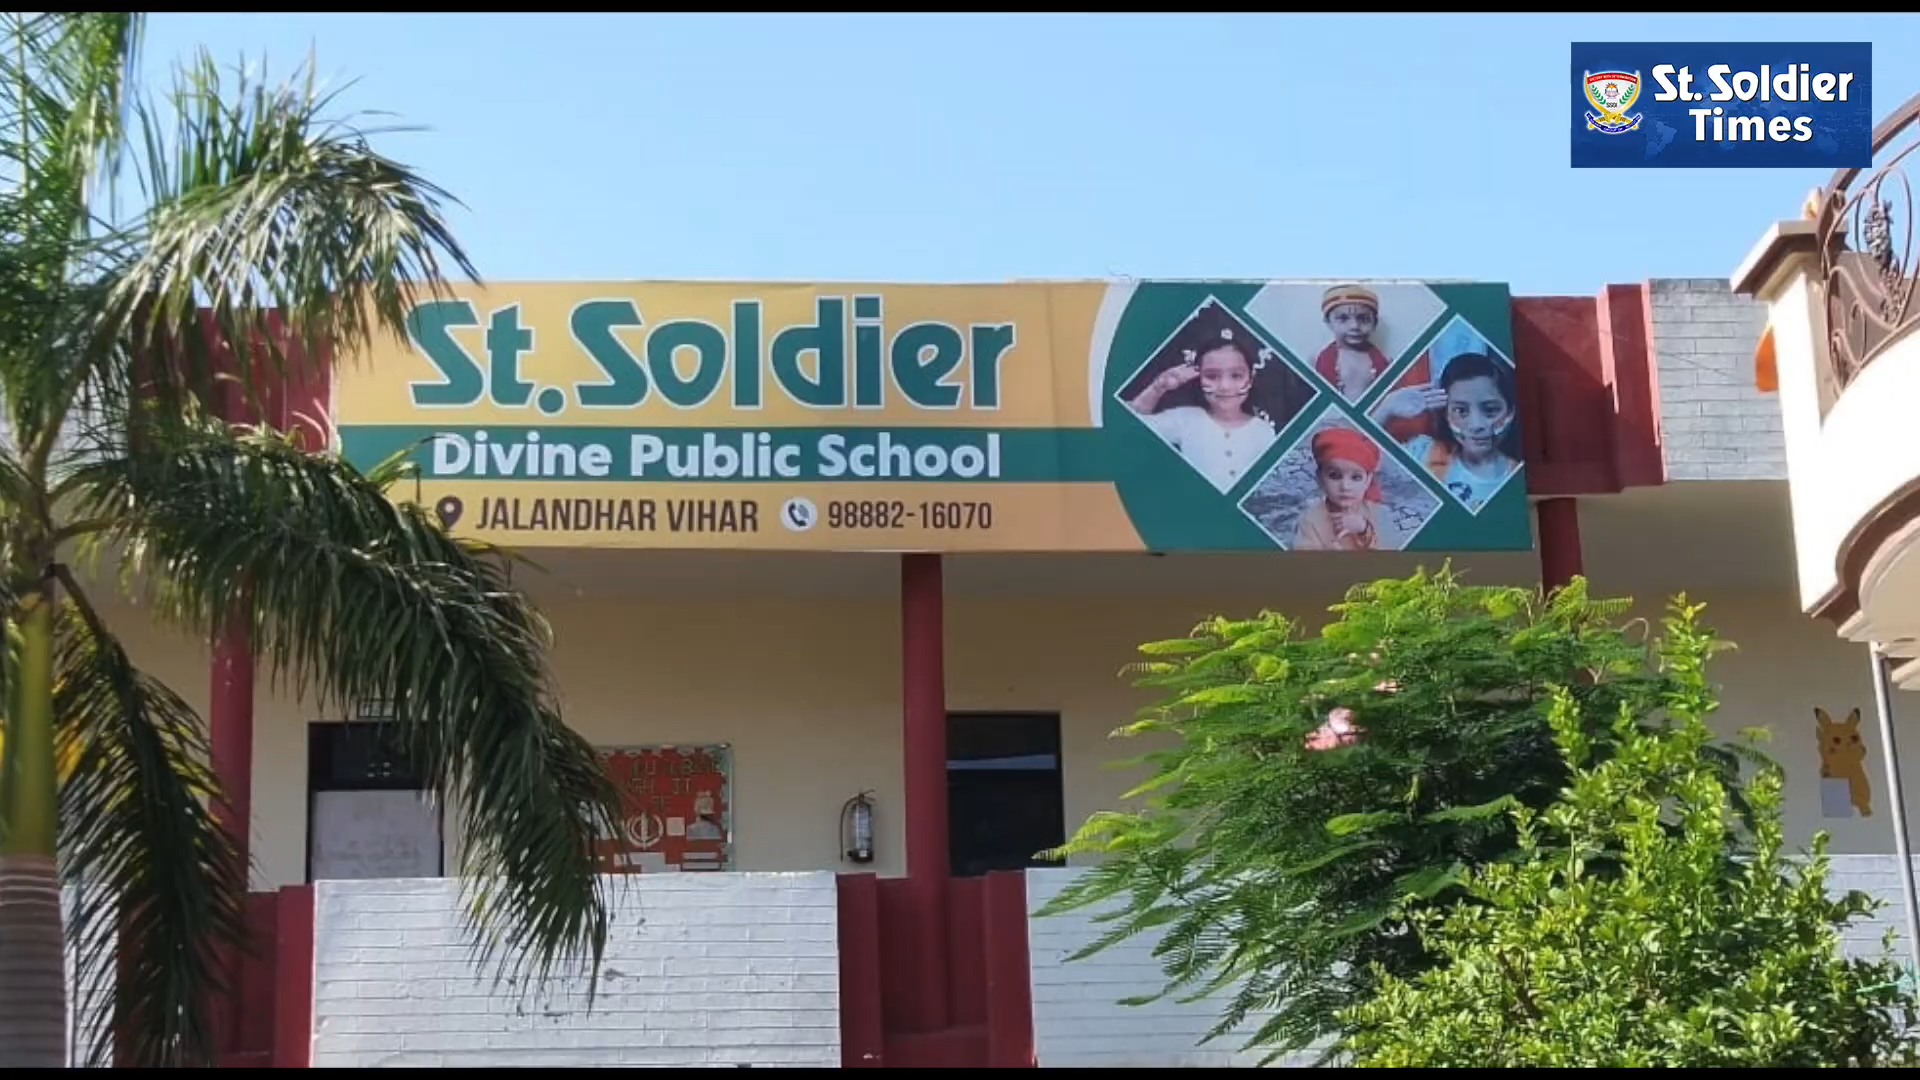 St. Soldier
Times
St. Soldier
Divine Public School
JALANDHAR VIHAR 98882-16070